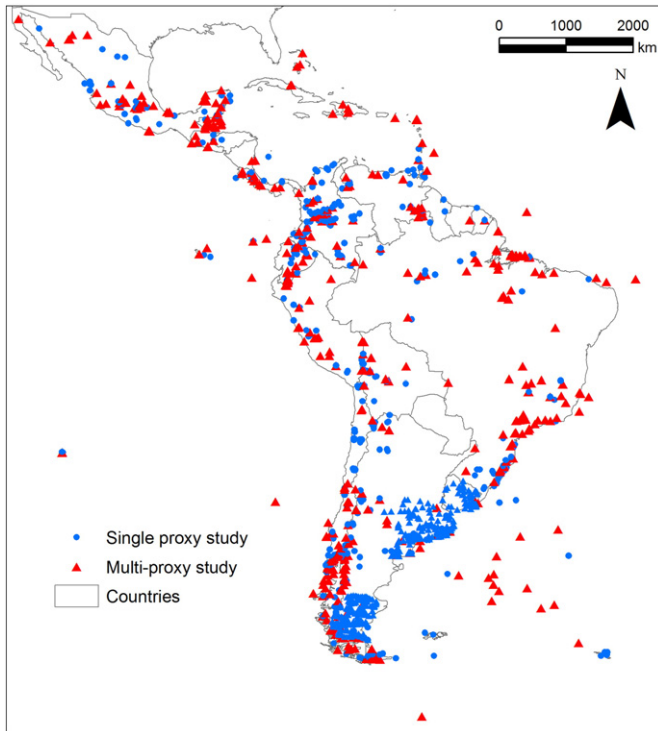 0 1000 2000
km
N
Single proxy study
Multi-proxy study
Countries